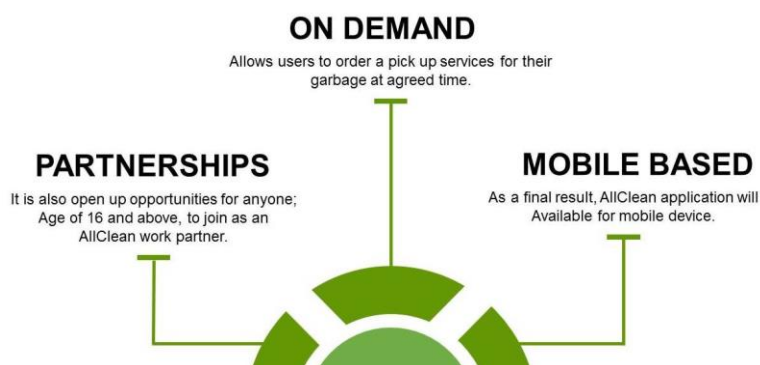 ON DEMAND
Allows users to order a pick up services for their
garbage at agreed time.
PARTNERSHIPS
It is also open up opportunities for anyone;
Age of 16 and above, to join as an
AllClean work partner.
MOBILE BASED
As a final result, AllClean application will
Available for mobile device.